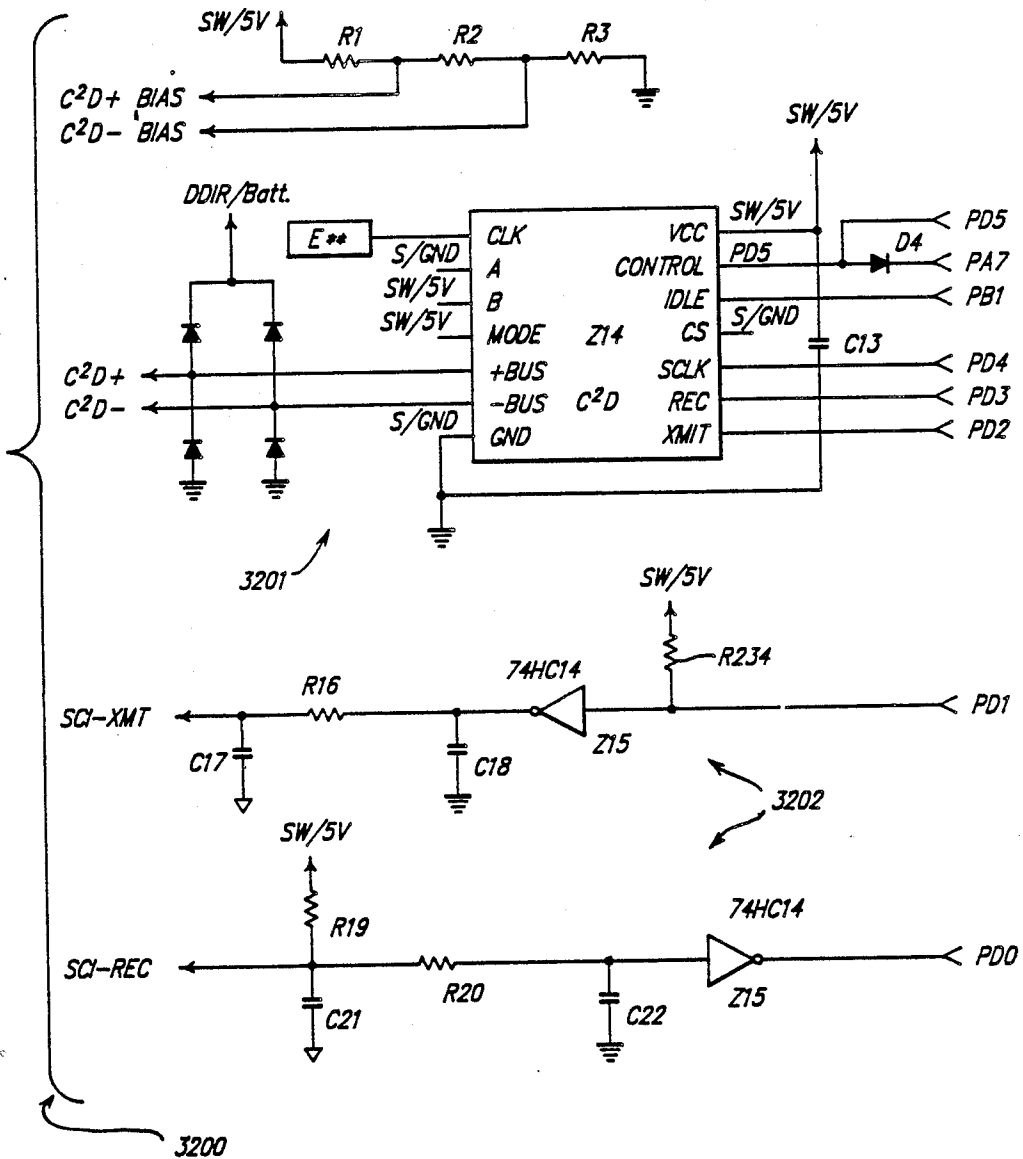 SW/5V
R1 R2 R3
C²D+ BIAS
C²D- BIAS
SW/5V
DDIR/Batt.
E**
CLK
S/GND A
SW/5V B
SW/5V MODE
+BUS
-BUS
S/GND GND
Z14
C²D
VCC SW/5V
CONTROL PD5
IDLE
CS S/GND
SCLK
REC
XMIT
PD5
D4
PA7
PB1
C13
PD4
PD3
PD2
C²D+
C²D-
3201
SW/5V
R234
74HC14
R16
SCI-XMT
PD1
Z15
C17
C18
3202
SW/5V
R19
74HC14
SCI-REC
R20
PD0
Z15
C21
C22
3200